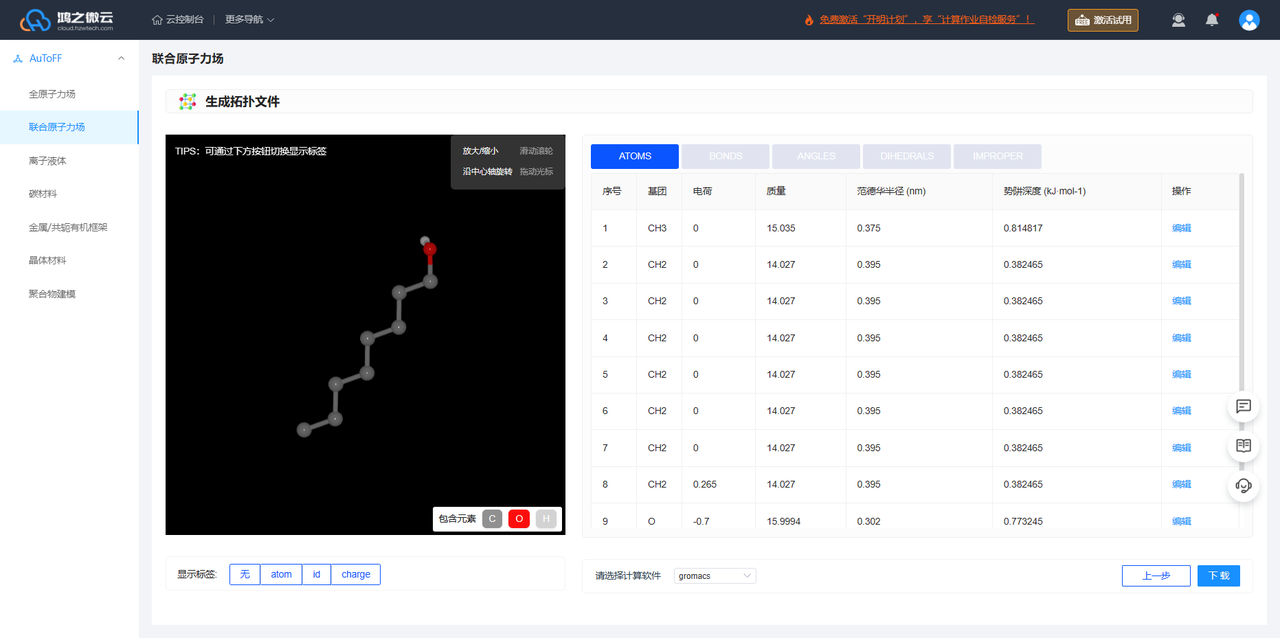 鸿之微云
cloud.hzwtech.com
云控制台
更多导航
免费激活“开明计划”，享“计算作业自检服务”！
FREE
激活试用
AuToFF
全原子力场
联合原子力场
离子液体
碳材料
金属/共轭有机框架
晶体材料
聚合物建模
联合原子力场
生成拓扑文件
TIPS：可通过下方按钮切换显示标签
放大/缩小 滑动滚轮
沿中心轴旋转 拖动光标
包含元素 C O H
显示标签: 无 atom id charge
ATOMS BONDS ANGLES DIHEDRALS IMPROPER
序号 基团 电荷 质量 范德华半径 (nm) 势阱深度 (kJ·mol-1) 操作
1 CH3 0 15.035 0.375 0.814817 编辑
2 CH2 0 14.027 0.395 0.382465 编辑
3 CH2 0 14.027 0.395 0.382465 编辑
4 CH2 0 14.027 0.395 0.382465 编辑
5 CH2 0 14.027 0.395 0.382465 编辑
6 CH2 0 14.027 0.395 0.382465 编辑
7 CH2 0 14.027 0.395 0.382465 编辑
8 CH2 0.265 14.027 0.395 0.382465 编辑
9 O -0.7 15.9994 0.302 0.773245 编辑
请选择计算软件 gromacs
上一步 下载